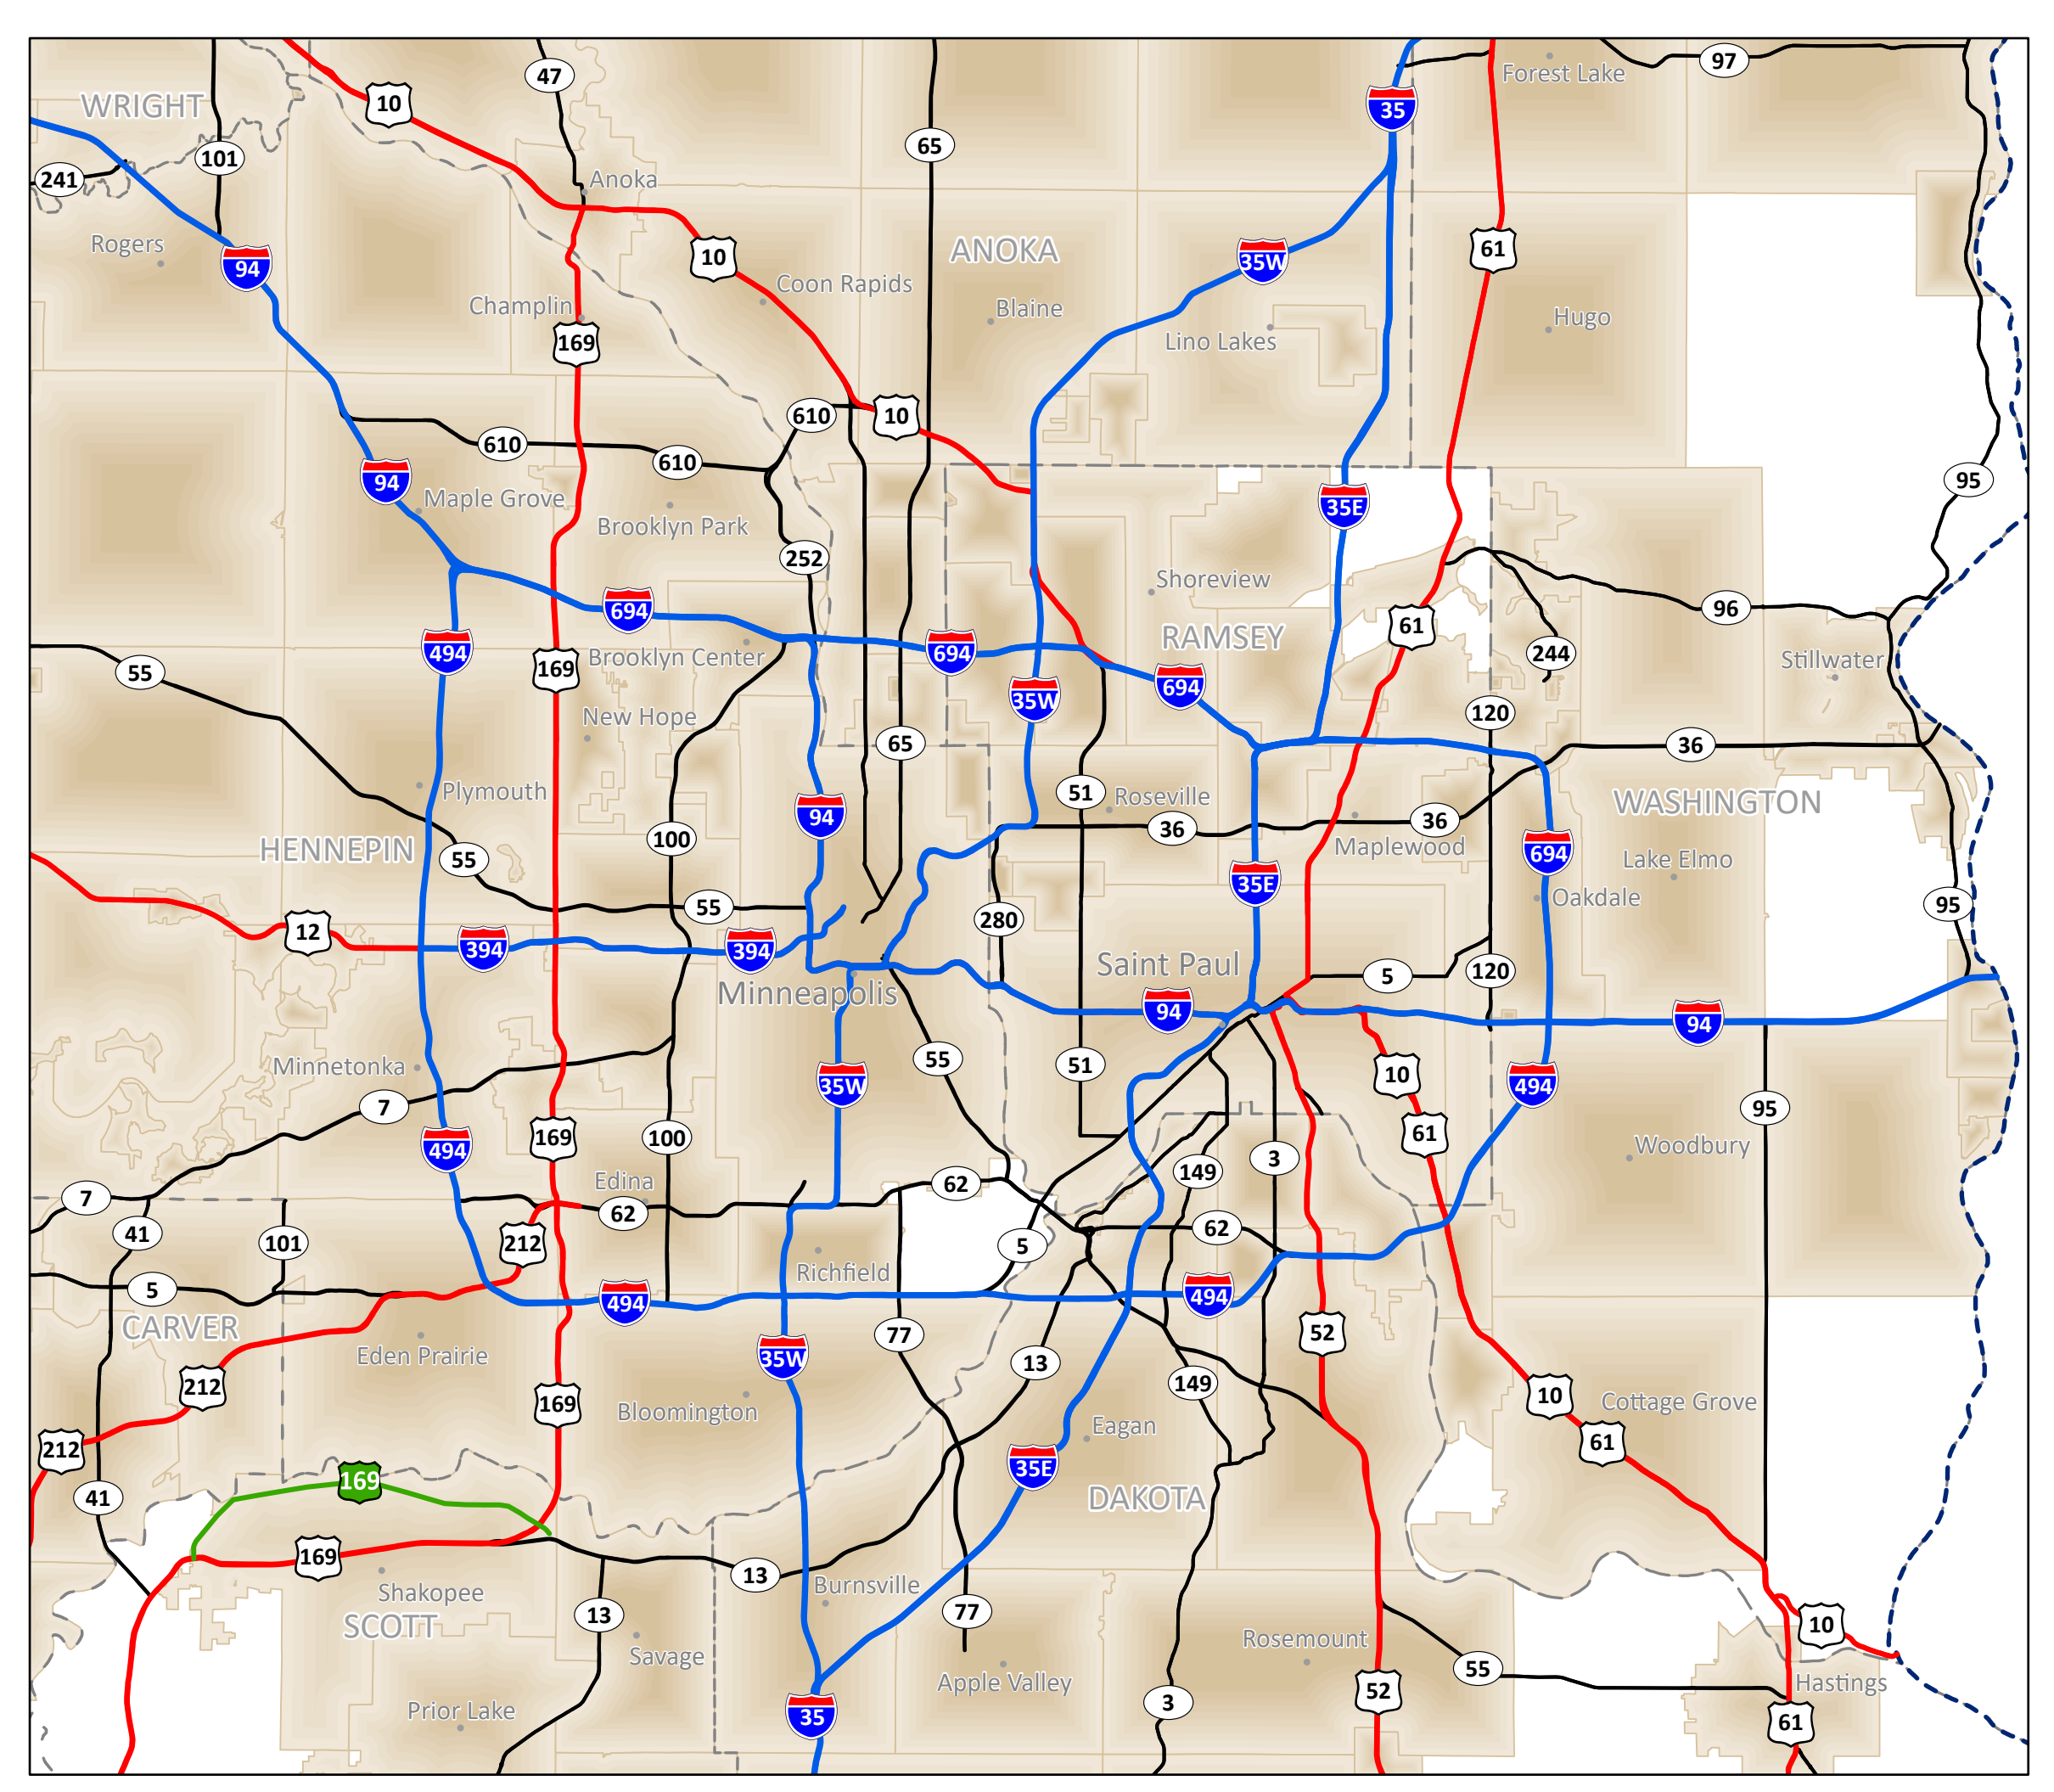 47
97
Forest Lake
10
35
WRIGHT
65
101
241
Anoka
Rogers
ANOKA
61
10
35W
94
Coon Rapids
Champlin
Blaine
Hugo
169
Lino Lakes
610
10
610
610
94
95
Maple Grove
35E
Brooklyn Park
252
Shoreview
694
96
61
RAMSEY
494
694
244
Brooklyn Center
Stillwater
55
169
694
35W
New Hope
120
65
36
Plymouth
51
Roseville
WASHINGTON
94
36
36
100
HENNEPIN
Maplewood
694
55
Lake Elmo
35E
Oakdale
55
95
280
12
394
394
Saint Paul
5
120
Minneapolis
94
94
55
51
Minnetonka
10
35W
494
7
95
61
169
100
Woodbury
494
3
149
Edina
62
7
62
62
41
101
212
5
Richfield
5
494
494
CARVER
77
52
Eden Prairie
35W
13
212
149
10
169
Cottage Grove
Bloomington
Eagan
61
212
35E
169
41
DAKOTA
169
13
Shakopee
Burnsville
77
13
SCOTT
10
Rosemount
Savage
55
Apple Valley
Hastings
52
3
Prior Lake
35
61